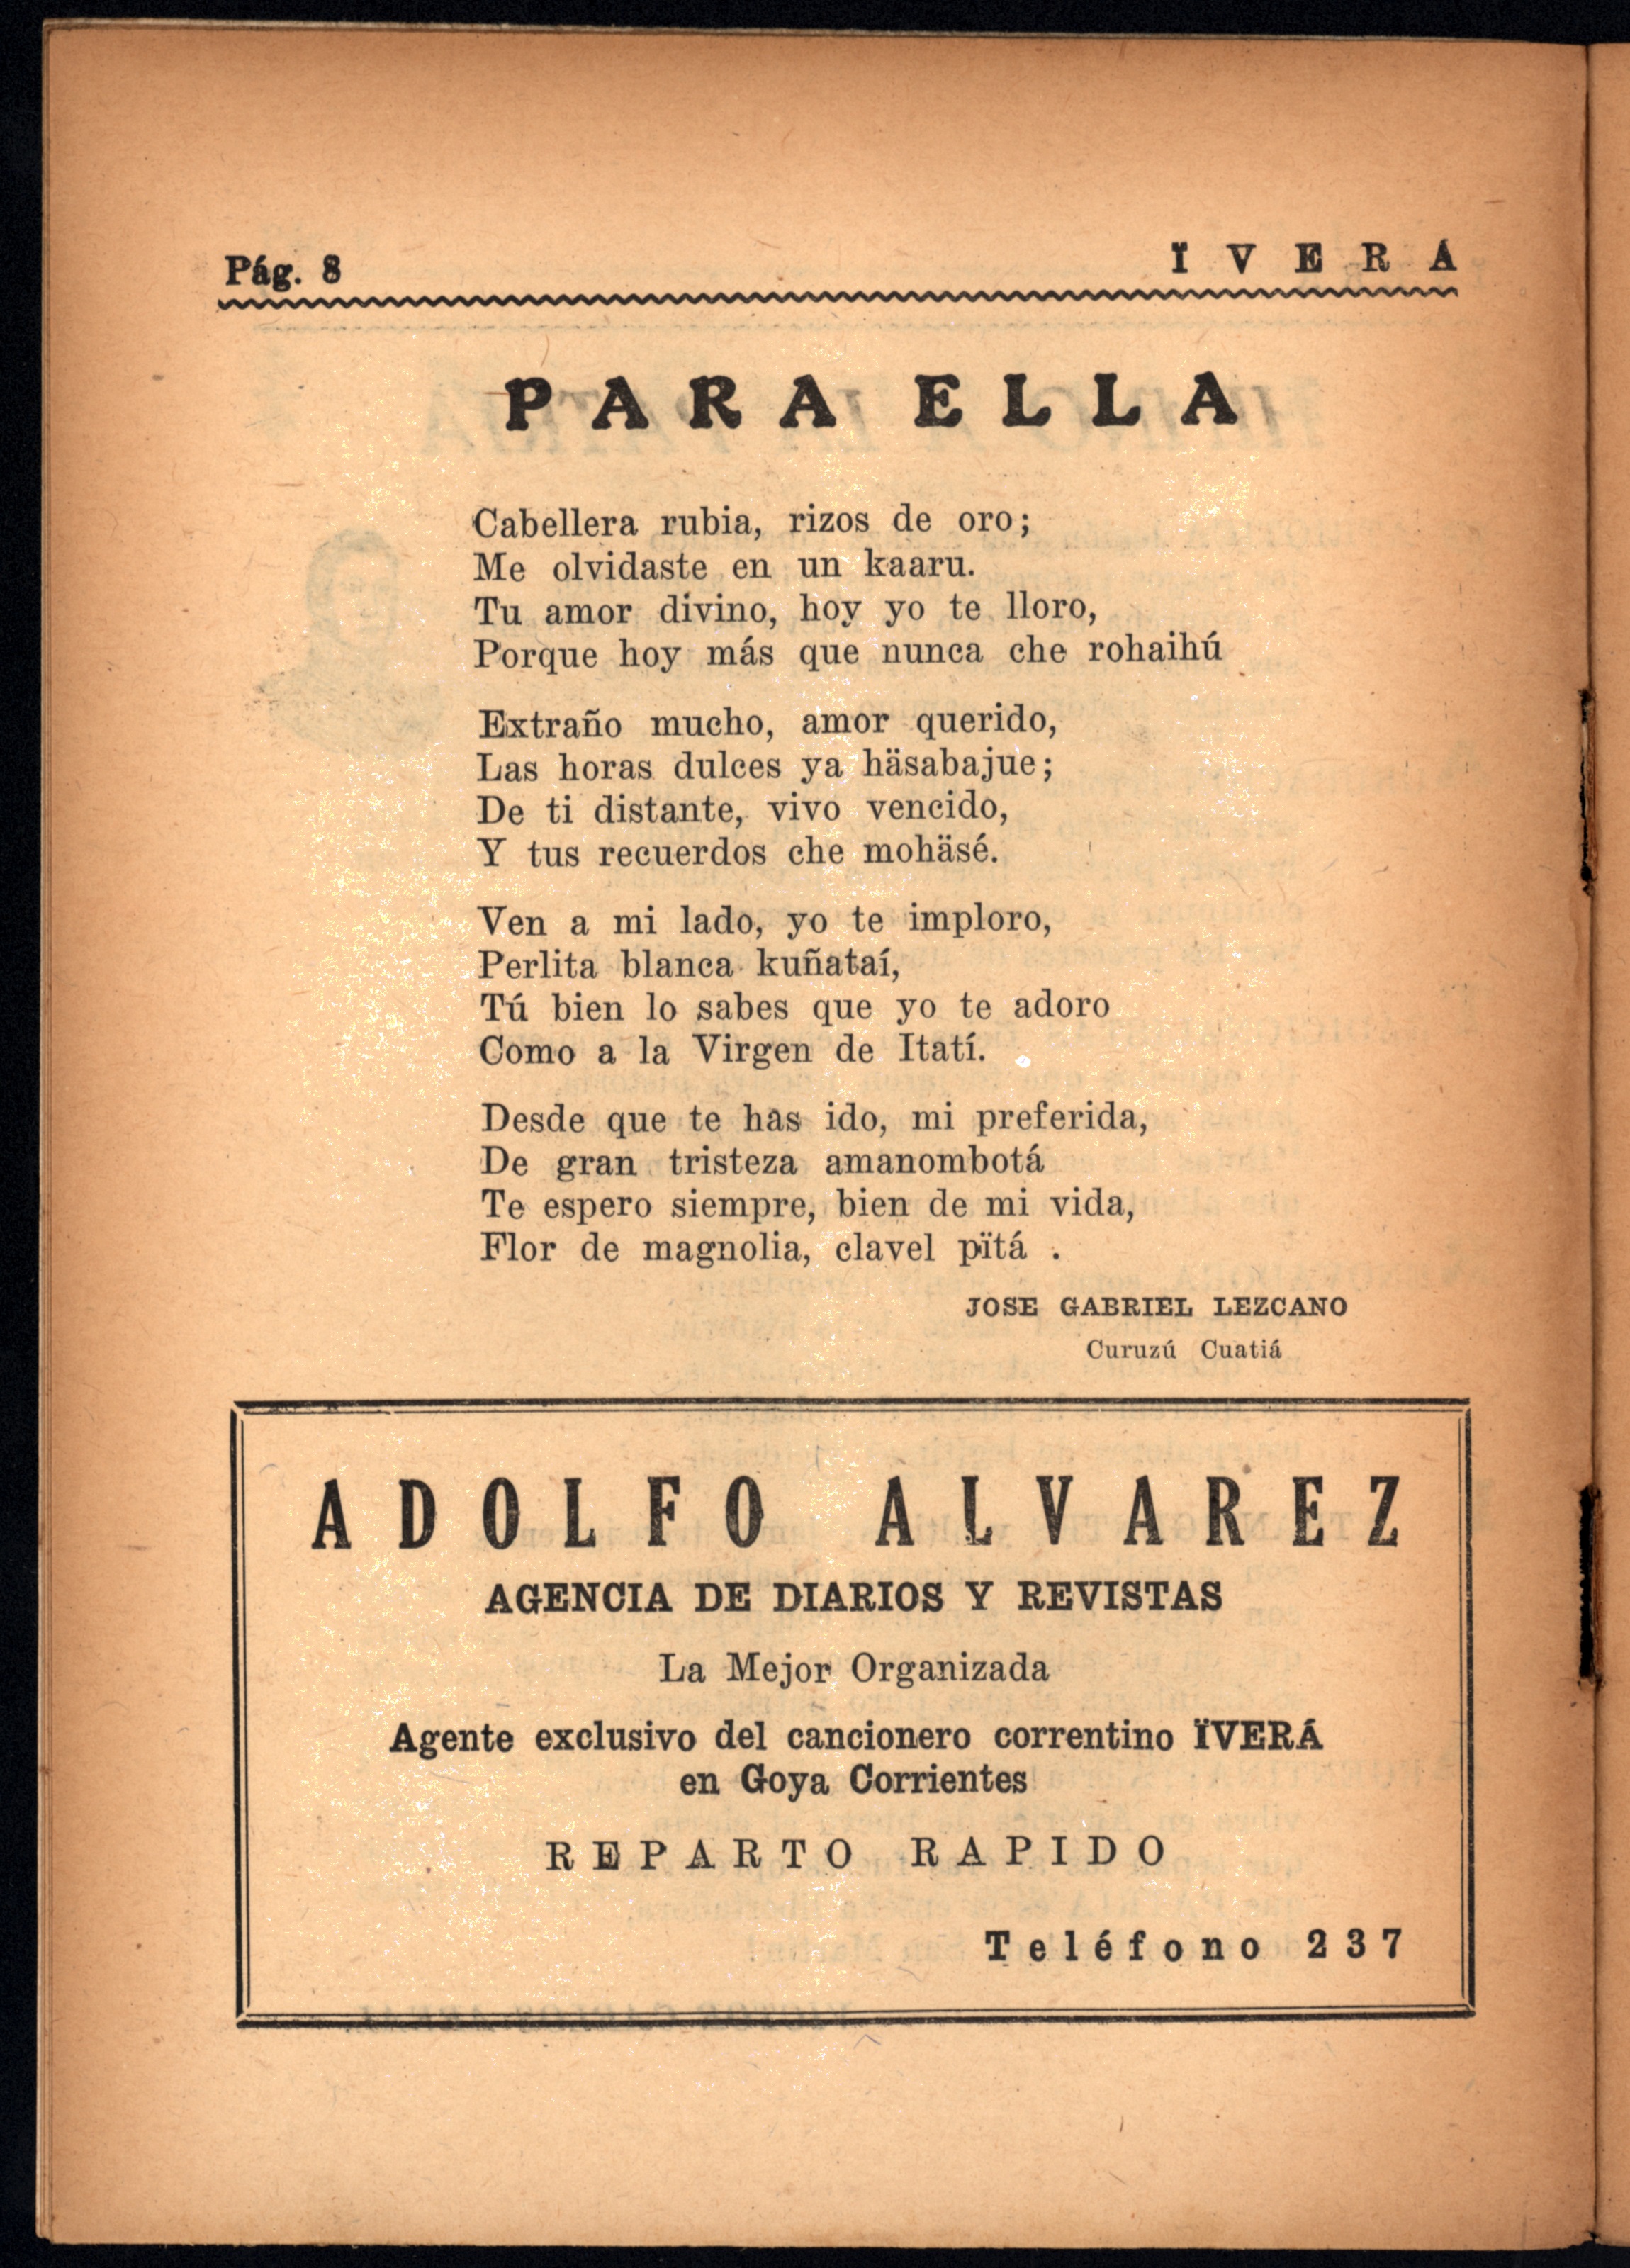 Pág. 8
ÏVERÁ
PARA ELLA
Cabellera rubia, rizos de oro;
Me olvidaste en un kaaru.
Tu amor divino, hoy yo te lloro,
Porque hoy más que nunca che rohaihú
Extraño mucho, amor querido,
Las horas dulces ya häsabajue;
De ti distante, vivo vencido,
Y tus recuerdos che mohäsé.
Ven a mi lado, yo te imploro,
Perlita blanca kuñataí,
Tú bien lo sabes que yo te adoro
Como a la Virgen de Itatí.
Desde que te has ido, mi preferida,
De gran tristeza amanombotá
Te espero siempre, bien de mi vida,
Flor de magnolia, clavel pïtá .
JOSE GABRIEL LEZCANO
Curuzú Cuatiá
ADOLFO ALVAREZ
AGENCIA DE DIARIOS Y REVISTAS
La Mejor Organizada
Agente exclusivo del cancionero correntino ÏVERÁ
en Goya Corrientes
REPARTO RAPIDO
Teléfono 237